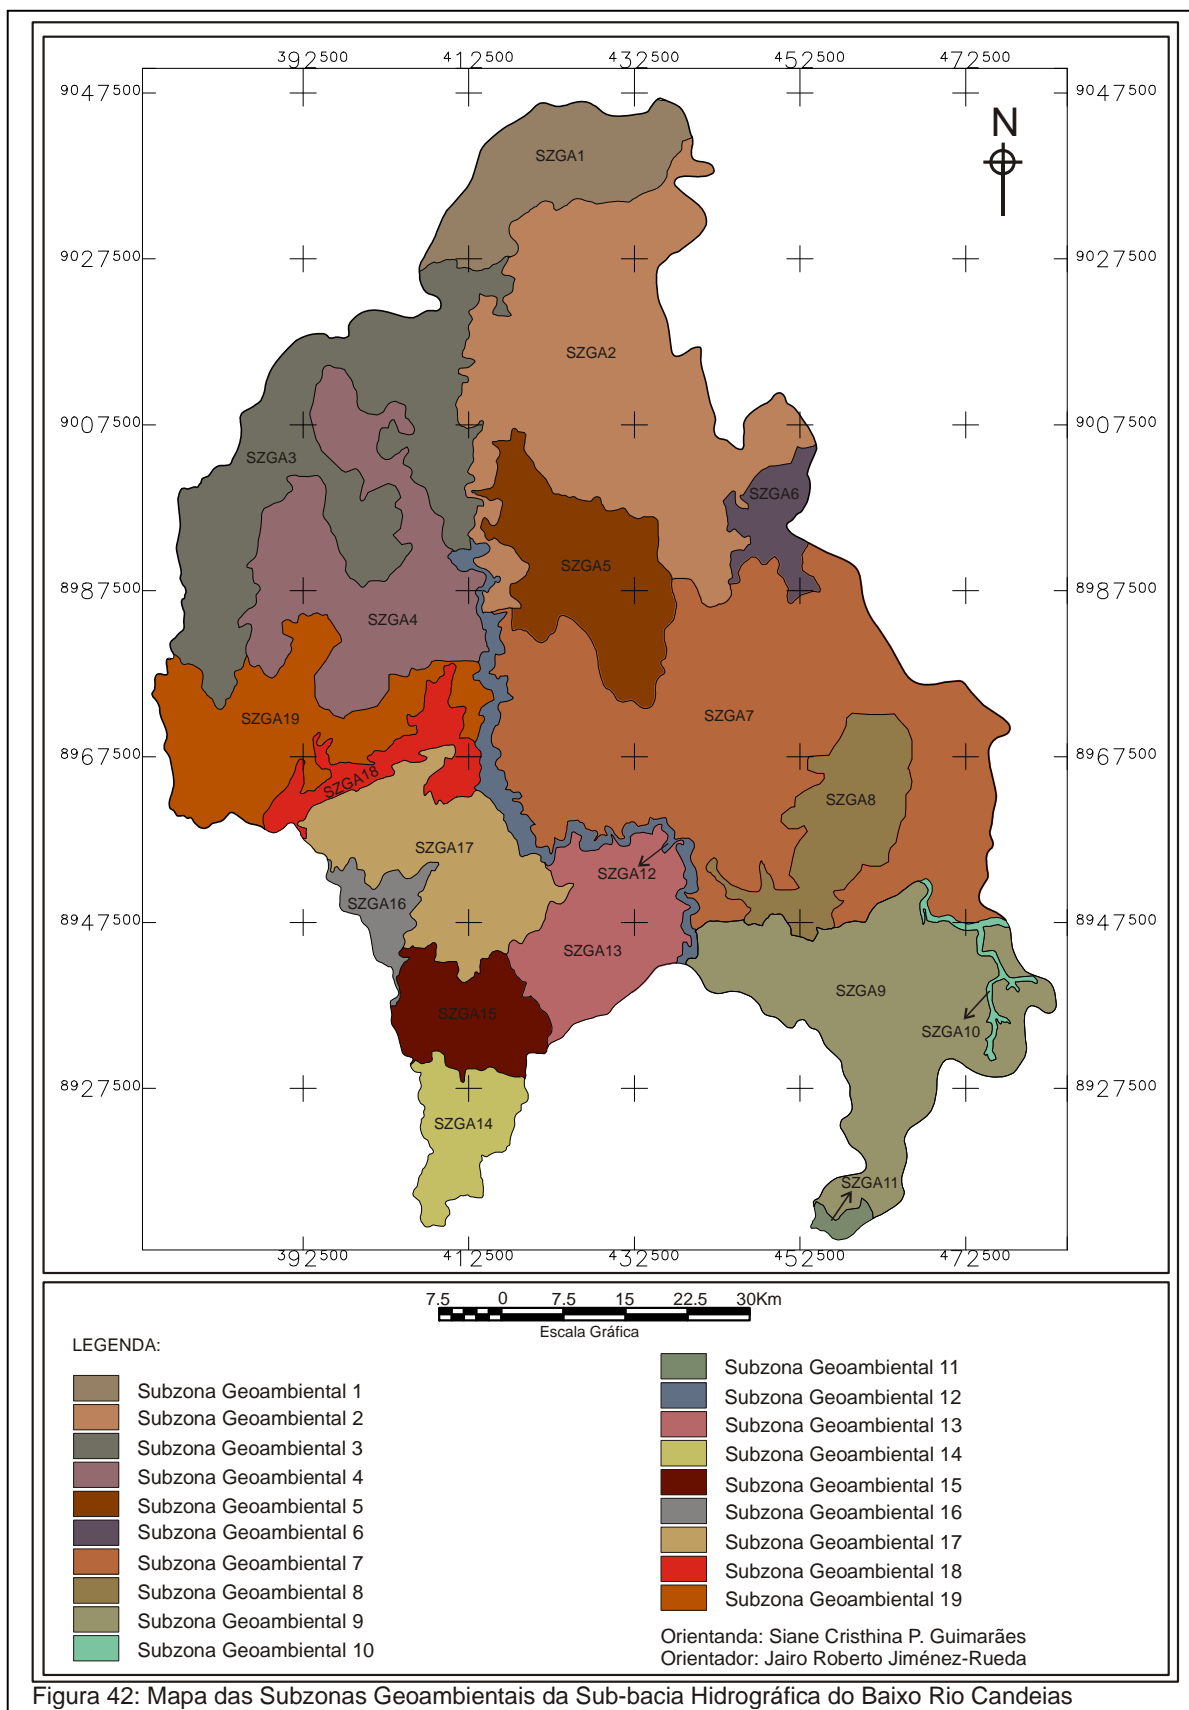 392500 412500 432500 452500 472500
9047500 9047500
N
SZGA1
9027500 9027500
SZGA2
9007500 9007500
SZGA3
SZGA6
SZGA5
8987500 8987500
SZGA4
SZGA19
SZGA7
8967500 8967500
SZGA18
SZGA8
SZGA17
SZGA12
SZGA16
8947500 8947500
SZGA13
SZGA9
SZGA15
SZGA10
8927500 8927500
SZGA14
SZGA11
392500 412500 432500 452500 472500
7.5 0 7.5 15 22.5 30Km
Escala Gráfica
LEGENDA:
Subzona Geoambiental 1
Subzona Geoambiental 2
Subzona Geoambiental 3
Subzona Geoambiental 4
Subzona Geoambiental 5
Subzona Geoambiental 6
Subzona Geoambiental 7
Subzona Geoambiental 8
Subzona Geoambiental 9
Subzona Geoambiental 10
Subzona Geoambiental 11
Subzona Geoambiental 12
Subzona Geoambiental 13
Subzona Geoambiental 14
Subzona Geoambiental 15
Subzona Geoambiental 16
Subzona Geoambiental 17
Subzona Geoambiental 18
Subzona Geoambiental 19
Orientanda: Siane Cristhina P. Guimarães
Orientador: Jairo Roberto Jiménez-Rueda
Figura 42: Mapa das Subzonas Geoambientais da Sub-bacia Hidrográfica do Baixo Rio Candeias